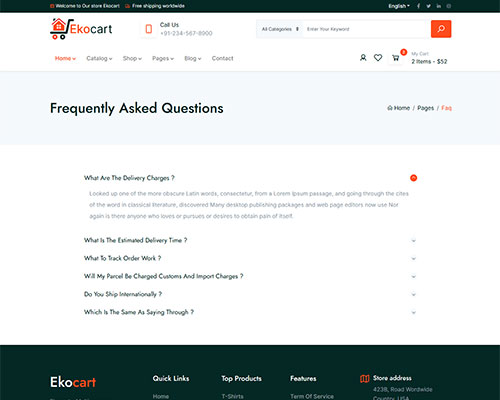 Welcome to Our store Ekocart Free shipping worldwide English
Ekocart
Call Us
+91-234-567-8900
All Categories Enter Your Keyword
Home Catalog Shop Pages Blog Contact
0
My Cart
2 Items - $52
Frequently Asked Questions
Home / Pages / Faq
What Are The Delivery Charges ?
Looked up one of the more obscure Latin words, consectetur, from a Lorem Ipsum passage, and going through the cites
of the word in classical literature, discovered Many desktop publishing packages and web page editors now use Nor
again is there anyone who loves or pursues or desires to obtain pain of itself.
What Is The Estimated Delivery Time ?
What To Track Order Work ?
Will My Parcel Be Charged Customs And Import Charges ?
Do You Ship Internationally ?
Which Is The Same As Saying Through ?
Ekocart
Quick Links
Home
Top Products
T-Shirts
Features
Term Of Service
Store address
423B, Road Wordwide
Country, USA